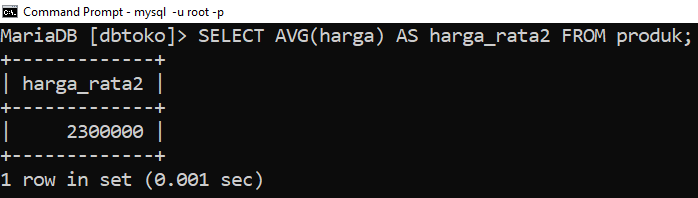 Command Prompt - mysql  -u root -p
MariaDB [dbtoko]> SELECT AVG(harga) AS harga_rata2 FROM produk;
+-------------+
| harga_rata2 |
+-------------+
|     2300000 |
+-------------+
1 row in set (0.001 sec)